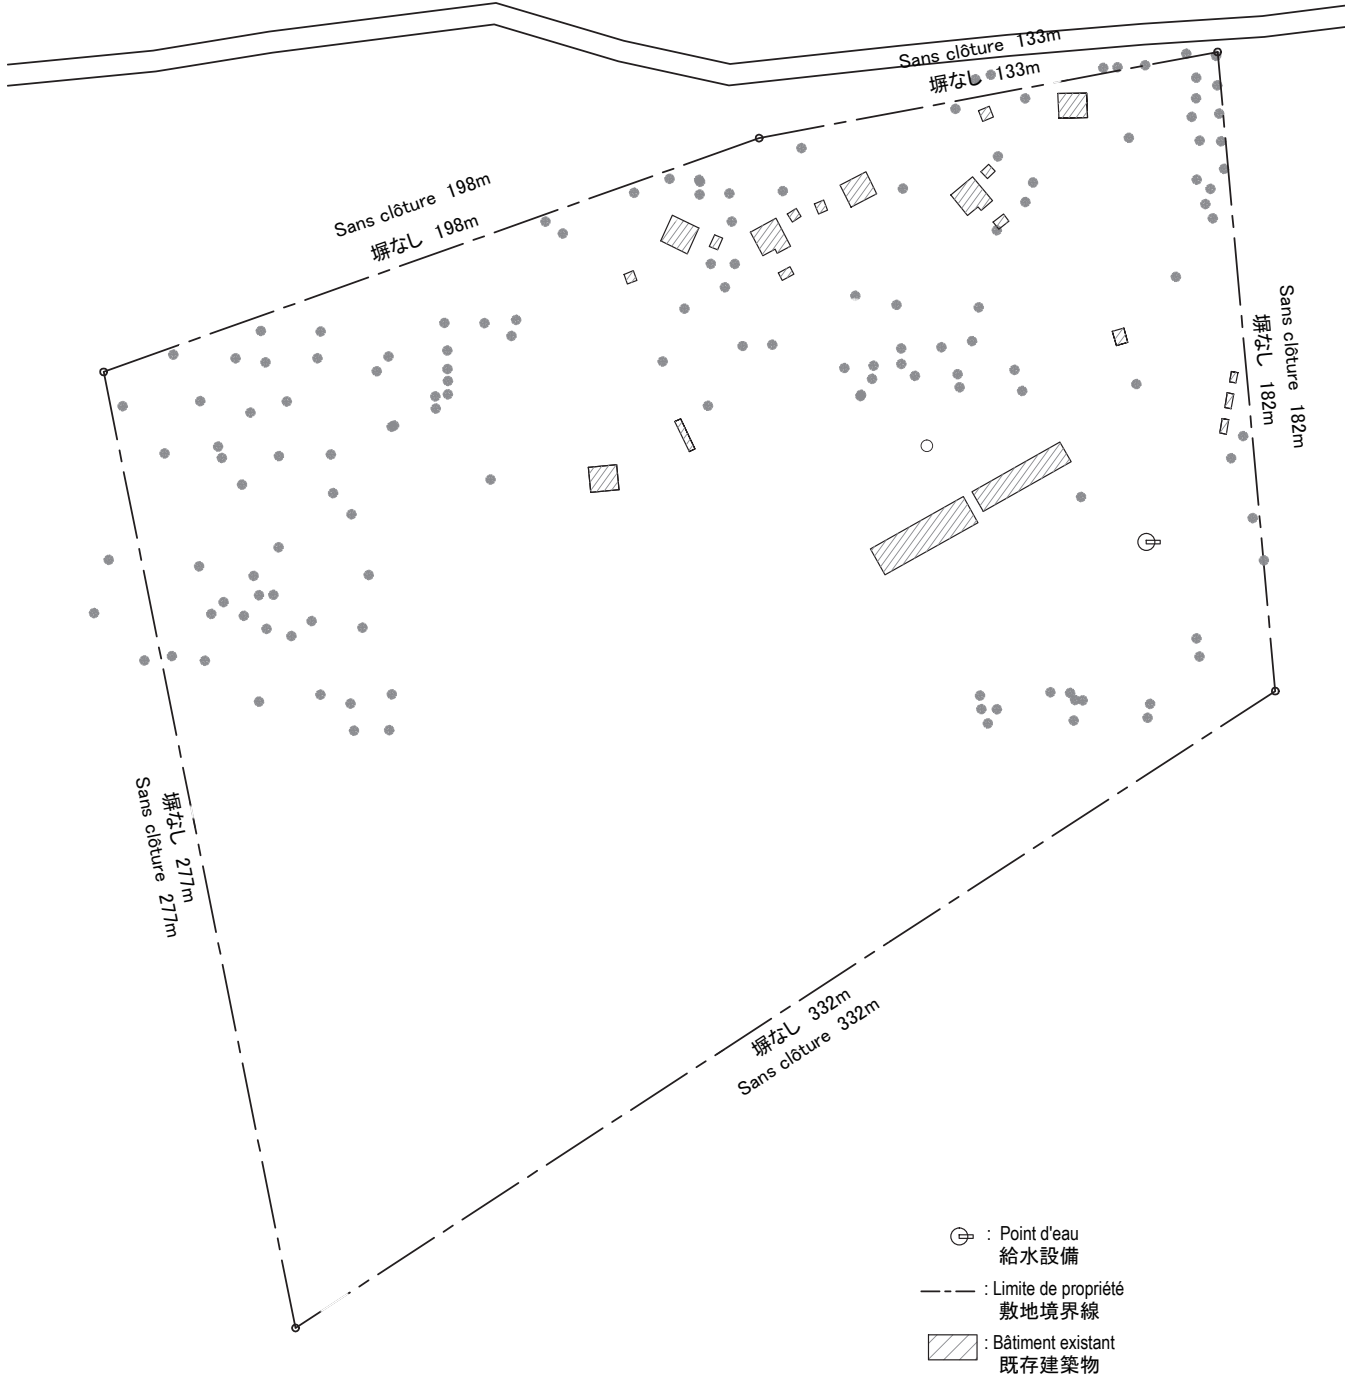 Sans clôture 133m
塀なし 133m
Sans clôture 198m
塀なし 198m
Sans clôture 182m
塀なし 182m
塀なし 277m
Sans clôture 277m
塀なし 332m
Sans clôture 332m
: Point d'eau
給水設備
: Limite de propriété
敷地境界線
: Bâtiment existant
既存建築物